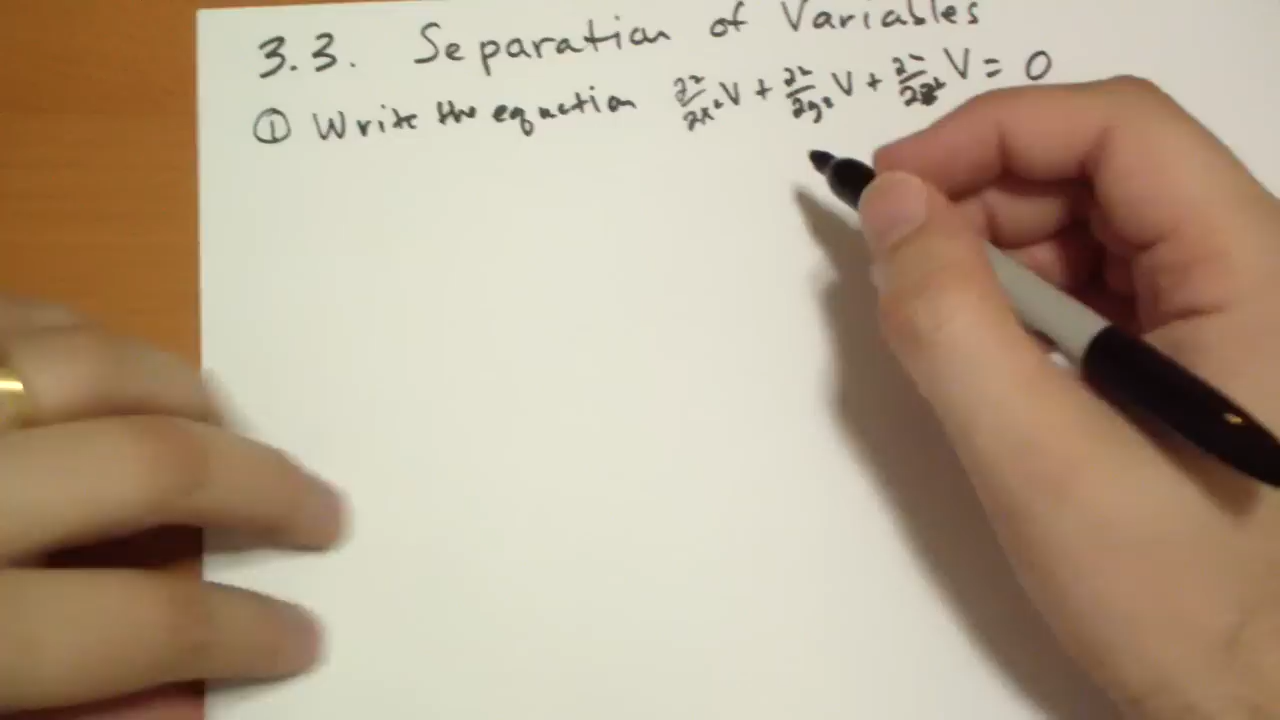 3.3. Separation of Variables
① Write the equation ∂²/∂x² V + ∂²/∂y² V + ∂²/∂z² V = 0